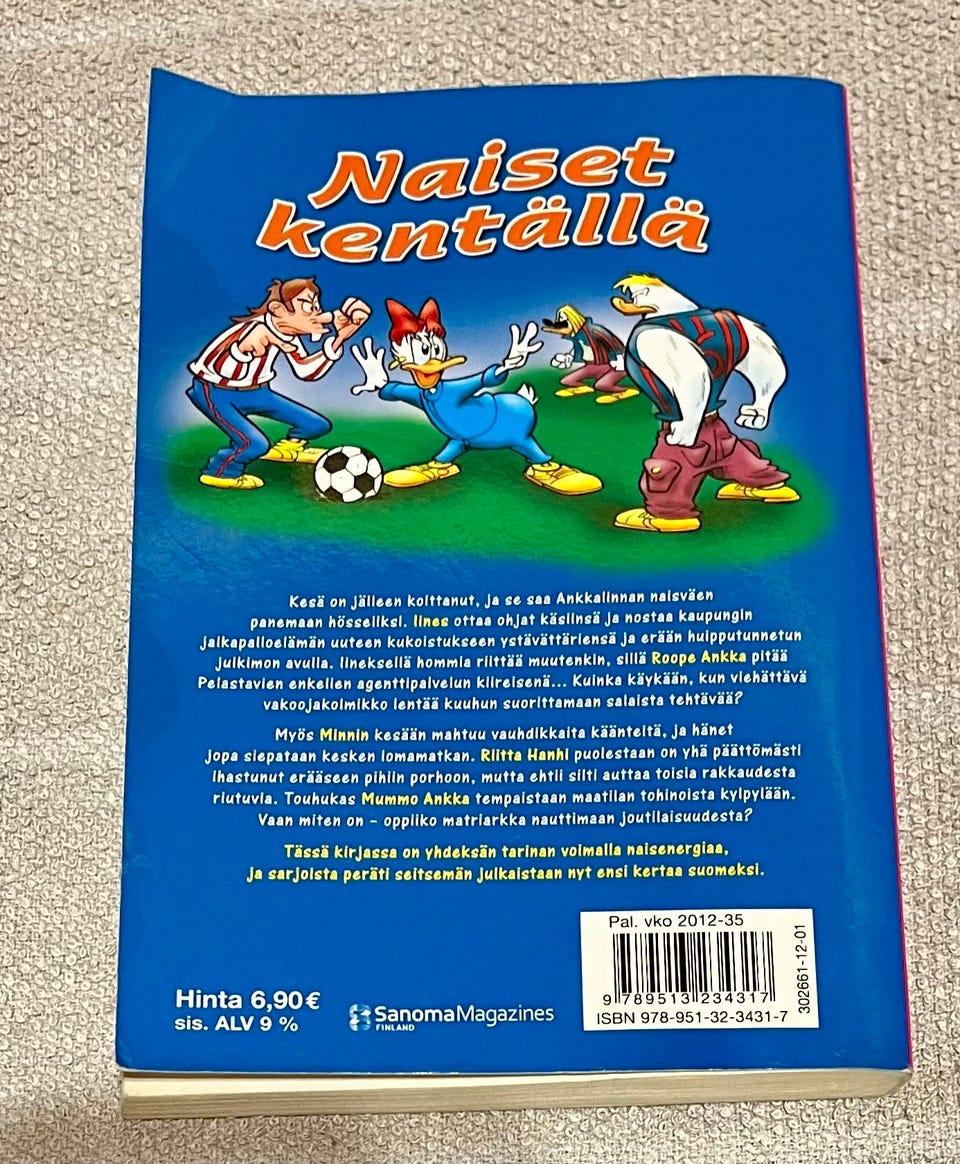 Naiset
kentällä
Kesä on jälleen koittanut, ja se saa Ankkalinnan naisväen
panemaan hösseliksi. Iines ottaa ohjat käsiinsä ja nostaa kaupungin
jalkapalloelämän uuteen kukoistukseen ystävättäriensä ja erään huipputunnetun
julkimon avulla. Iineksellä hommia riittää muutenkin, sillä Roope Ankka pitää
Pelastavien enkelien agenttipalvelun kiireisenä... Kuinka käykään, kun viehättävä
vakoojakolmikko lentää kuuhun suorittamaan salaista tehtävää?
Myös Minnin kesään mahtuu vauhdikkaita käänteitä, ja hänet
jopa siepataan kesken lomamatkan. Riitta Hanhi puolestaan on yhä päättömästi
ihastunut erääseen pihiin porhoon, mutta ehtii silti auttaa toisia rakkaudesta
riutuvia. Touhukas Mummo Ankka tempaistaan maatilan tohinoista kylpylään.
Vaan miten on – oppiiko matriarkka nauttimaan joutilaisuudesta?
Tässä kirjassa on yhdeksän tarinan voimalla naisenergiaa,
ja sarjoista peräti seitsemän julkaistaan nyt ensi kertaa suomeksi.
Hinta 6,90 €
sis. ALV 9 %
SanomaMagazines
FINLAND
Pal. vko 2012-35
9 789513 234317
ISBN 978-951-32-3431-7
302661-12-01